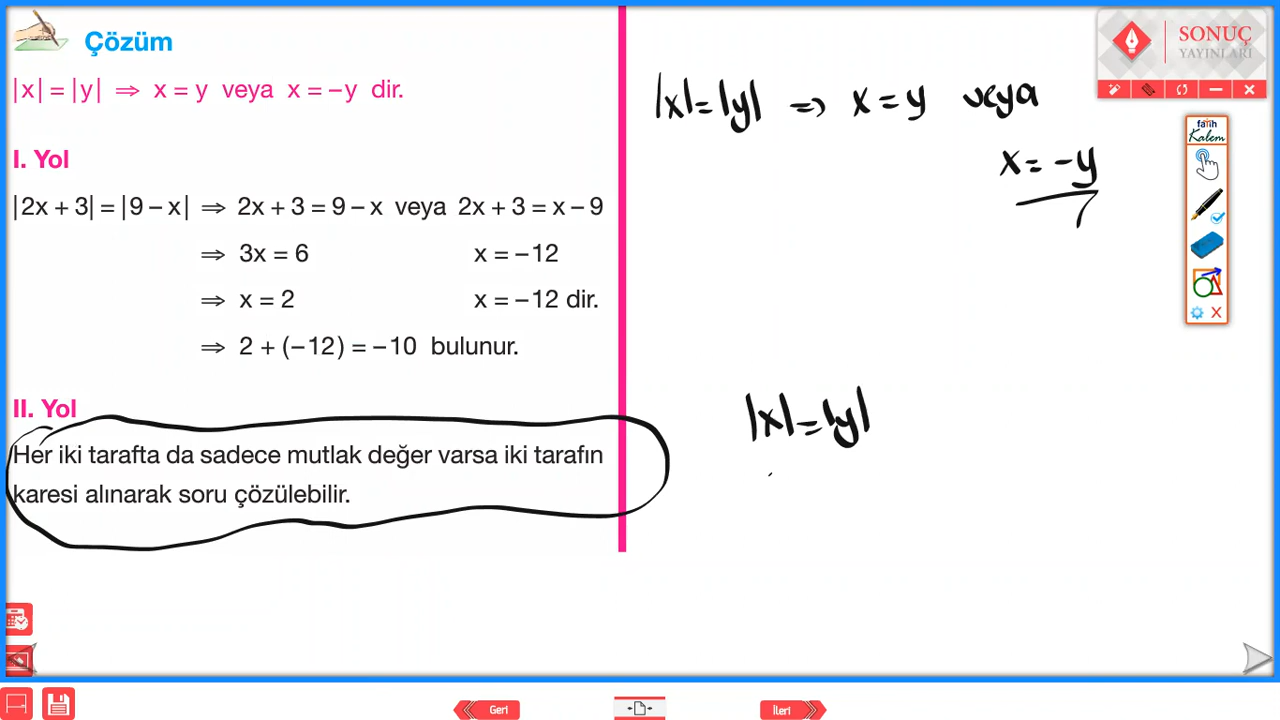 Çözüm
|x| = |y| ⇒ x = y veya x = −y dir.
I. Yol
|2x + 3| = |9 − x| ⇒ 2x + 3 = 9 − x veya 2x + 3 = x − 9
⇒ 3x = 6 x = −12
⇒ x = 2 x = −12 dir.
⇒ 2 + (−12) = −10 bulunur.
II. Yol
Her iki tarafta da sadece mutlak değer varsa iki tarafın
karesi alınarak soru çözülebilir.
|x| = |y| ⇒ x = y veya
x = −y
|x| = |y|
SONUÇ
YAYINLARI
fatih
Kalem
Geri
İleri